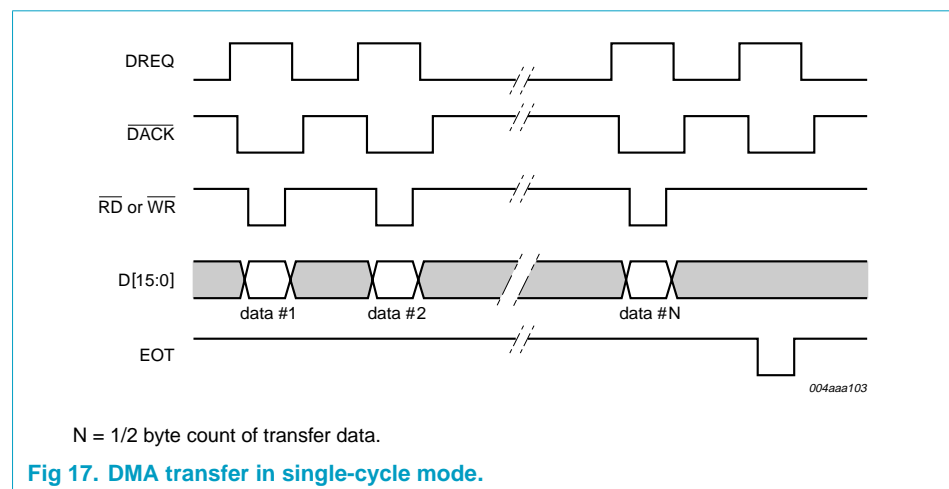 DREQ
DACK
RD or WR
D[15:0]
data #1 data #2 data #N
EOT
004aaa103
N = 1/2 byte count of transfer data.
Fig 17. DMA transfer in single-cycle mode.